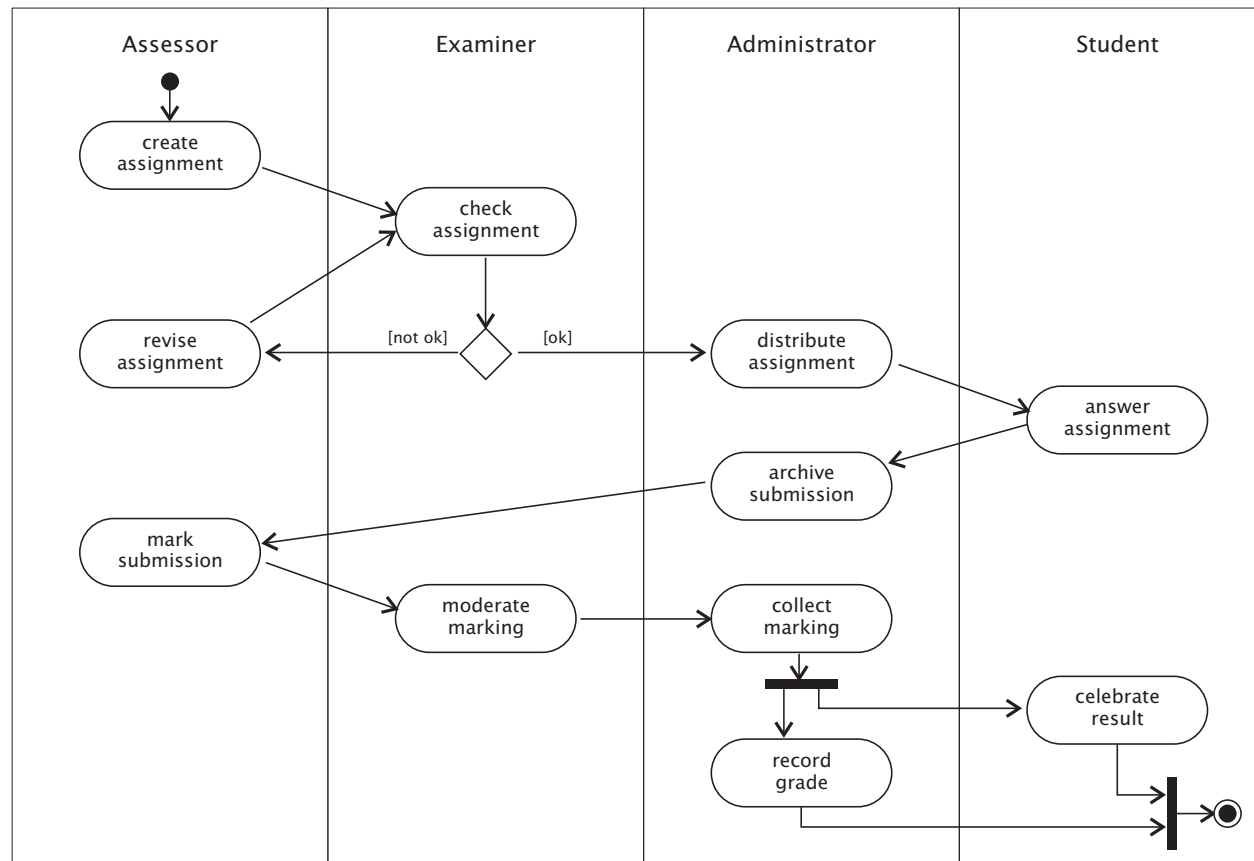 Assessor
Examiner
Administrator
Student
create
assignment
check
assignment
revise
assignment
[not ok]
[ok]
distribute
assignment
answer
assignment
archive
submission
mark
submission
moderate
marking
collect
marking
celebrate
result
record
grade